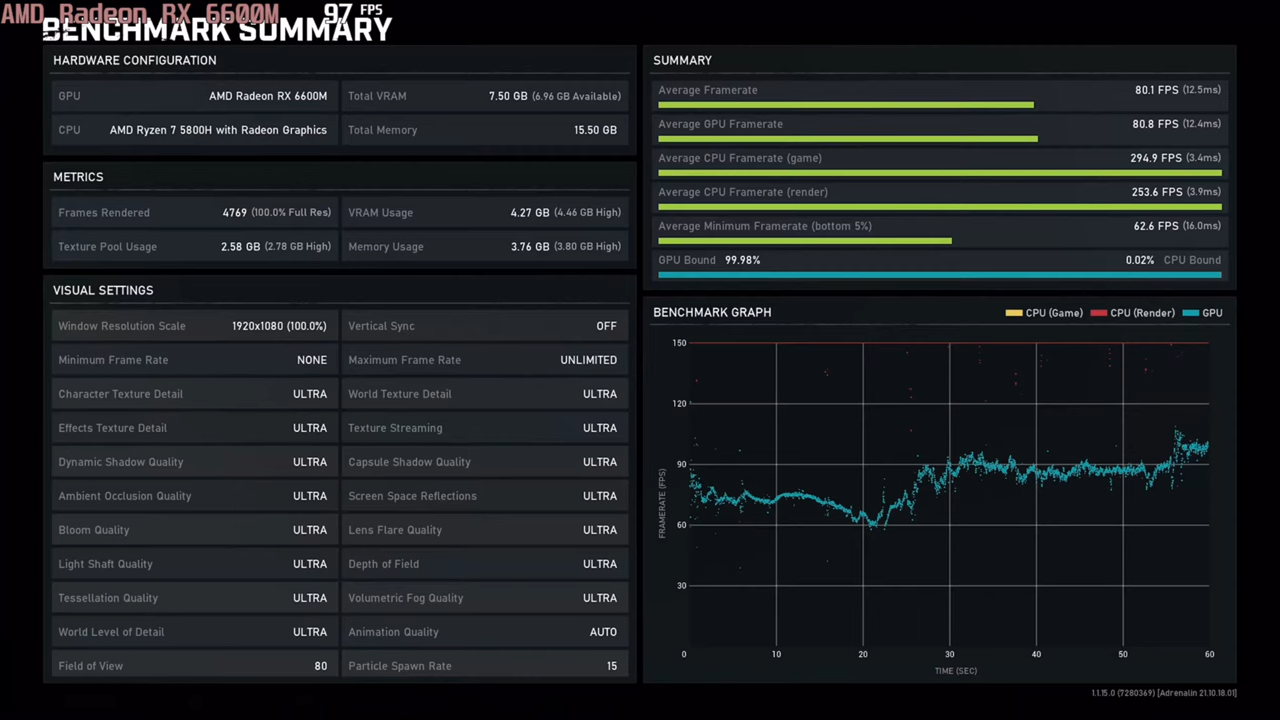 AMD Radeon RX 6600M 97 FPS
BENCHMARK SUMMARY
HARDWARE CONFIGURATION
GPU AMD Radeon RX 6600M Total VRAM 7.50 GB (6.96 GB Available)
CPU AMD Ryzen 7 5800H with Radeon Graphics Total Memory 15.50 GB
METRICS
Frames Rendered 4769 (100.0% Full Res) VRAM Usage 4.27 GB (4.46 GB High)
Texture Pool Usage 2.58 GB (2.78 GB High) Memory Usage 3.76 GB (3.80 GB High)
VISUAL SETTINGS
Window Resolution Scale 1920x1080 (100.0%) Vertical Sync OFF
Minimum Frame Rate NONE Maximum Frame Rate UNLIMITED
Character Texture Detail ULTRA World Texture Detail ULTRA
Effects Texture Detail ULTRA Texture Streaming ULTRA
Dynamic Shadow Quality ULTRA Capsule Shadow Quality ULTRA
Ambient Occlusion Quality ULTRA Screen Space Reflections ULTRA
Bloom Quality ULTRA Lens Flare Quality ULTRA
Light Shaft Quality ULTRA Depth of Field ULTRA
Tessellation Quality ULTRA Volumetric Fog Quality ULTRA
World Level of Detail ULTRA Animation Quality AUTO
Field of View 80 Particle Spawn Rate 15
SUMMARY
Average Framerate 80.1 FPS (12.5ms)
Average GPU Framerate 80.8 FPS (12.4ms)
Average CPU Framerate (game) 294.9 FPS (3.4ms)
Average CPU Framerate (render) 253.6 FPS (3.9ms)
Average Minimum Framerate (bottom 5%) 62.6 FPS (16.0ms)
GPU Bound 99.98% 0.02% CPU Bound
BENCHMARK GRAPH CPU (Game) CPU (Render) GPU
150
120
90
60
30
FRAMERATE (FPS)
0 10 20 30 40 50 60
TIME (SEC)
1.1.15.0 (7280369) [Adrenalin 21.10.18.01]